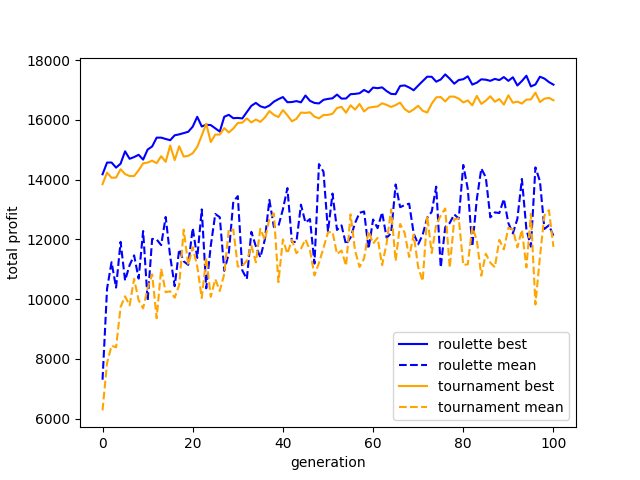 18000
16000
14000
12000
10000
8000
6000
total profit
0 20 40 60 80 100
generation
roulette best
roulette mean
tournament best
tournament mean